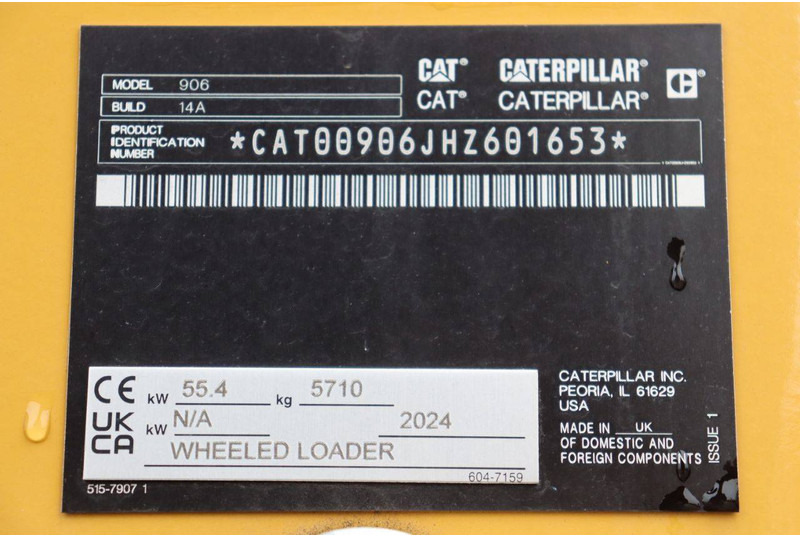 CAT® CATERPILLAR®
CAT® CATERPILLAR®
MODEL 906
BUILD 14A
PRODUCT
IDENTIFICATION
NUMBER
*CAT00906JHZ601653*
CE kW 55.4 kg 5710
UKCA kW N/A 2024
WHEELED LOADER
604-7159
515-7907 1
CATERPILLAR INC.
PEORIA, IL 61629
USA
MADE IN UK
OF DOMESTIC AND
FOREIGN COMPONENTS
ISSUE 1